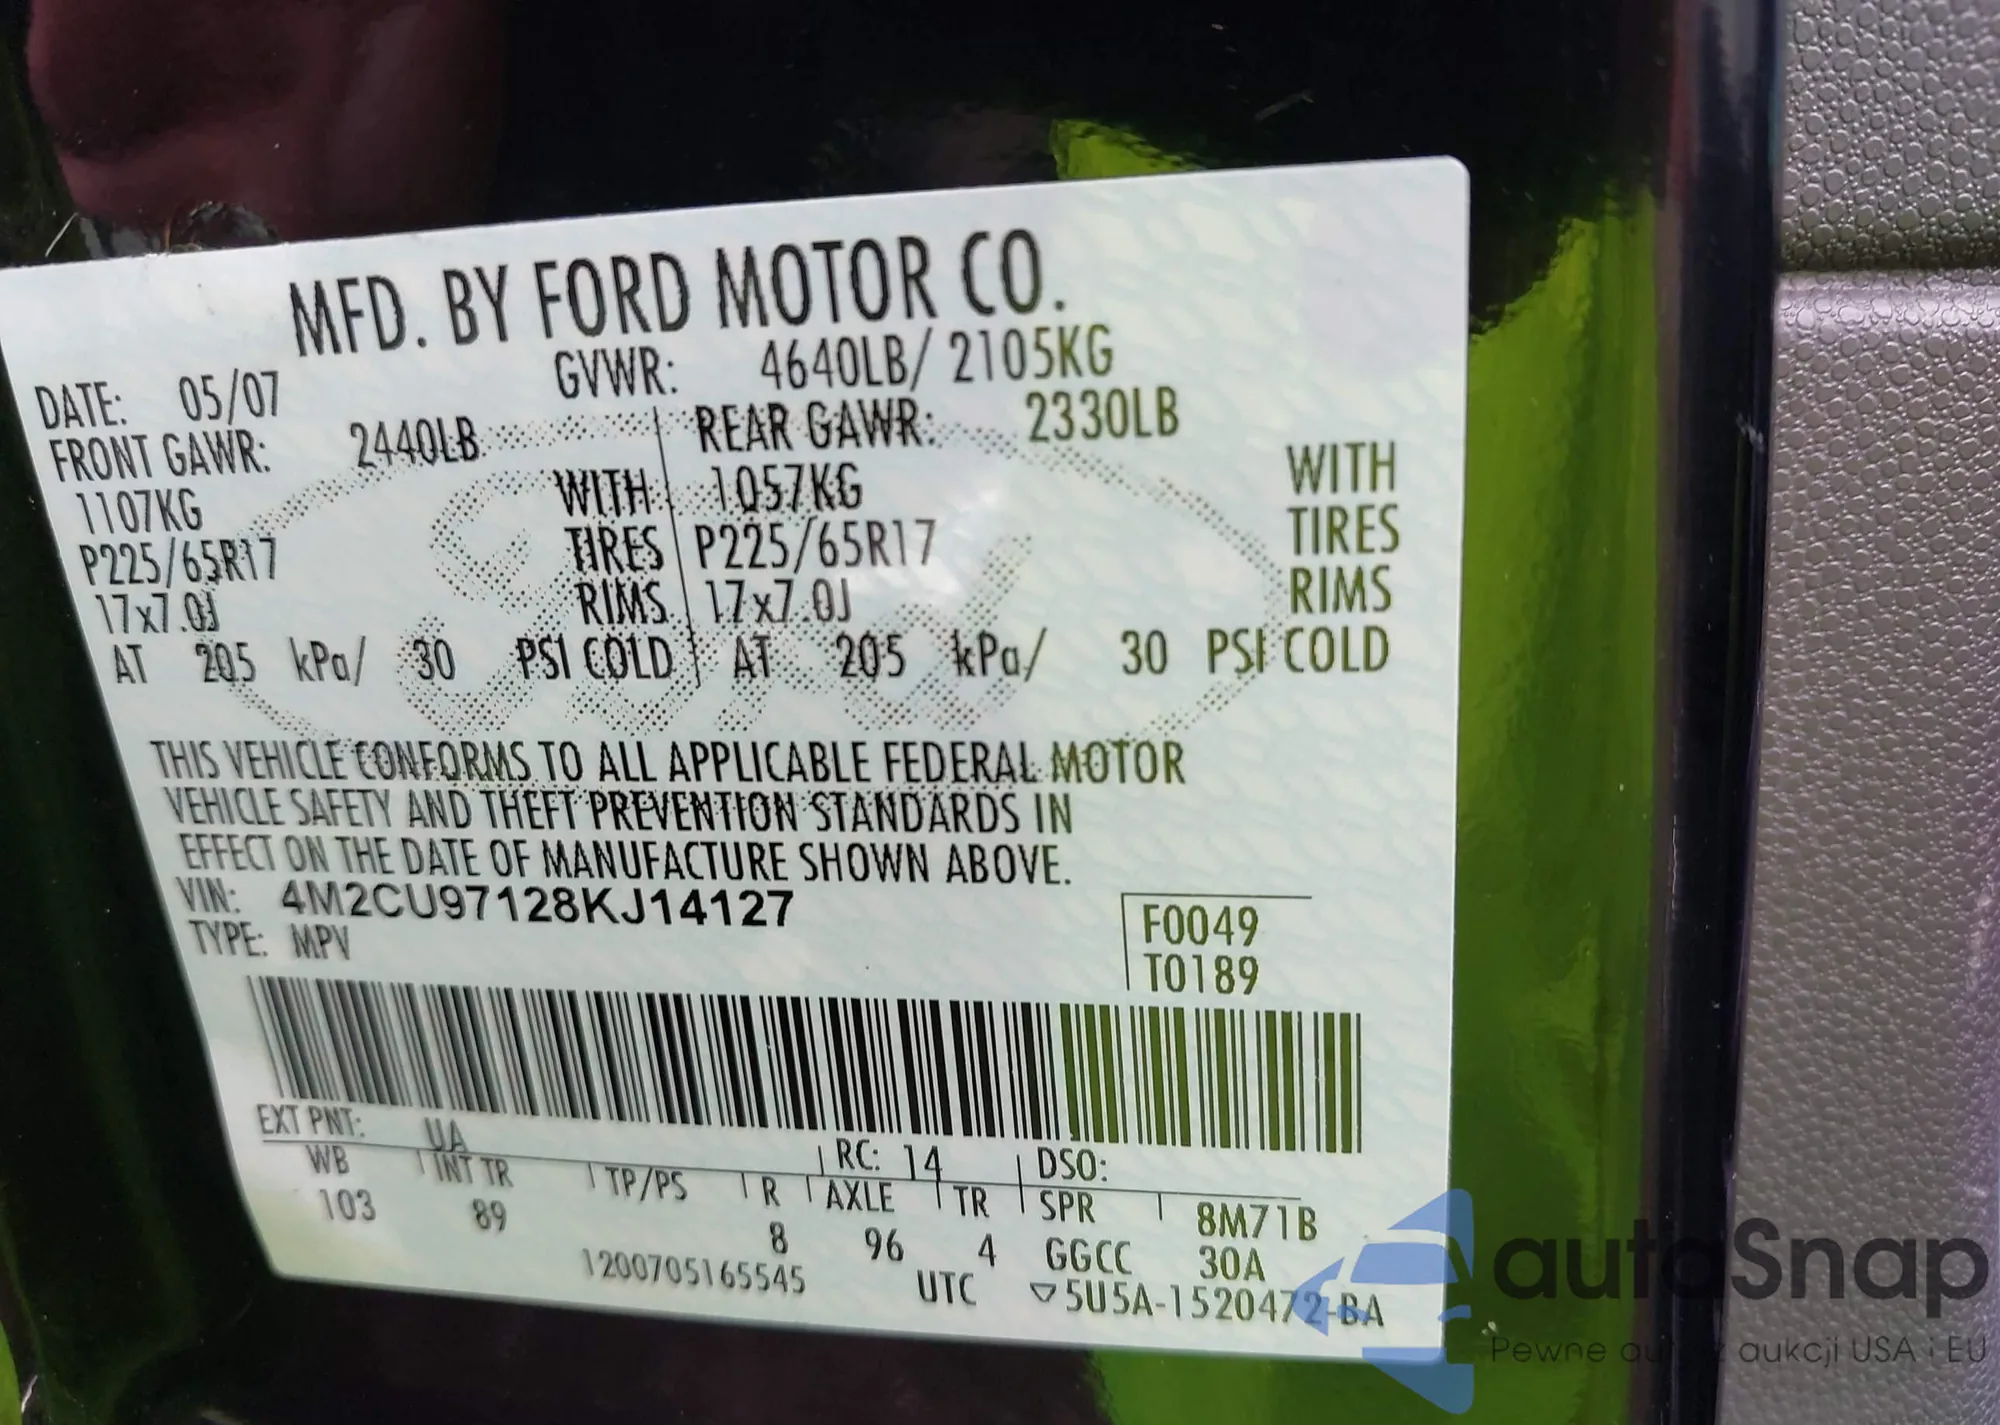 MFD. BY FORD MOTOR CO.
DATE: 05/07 GVWR: 4640LB/ 2105KG
FRONT GAWR: 2440LB REAR GAWR: 2330LB
1107KG WITH 1057KG WITH
P225/65R17 TIRES P225/65R17 TIRES
17x7.0J RIMS 17x7.0J RIMS
AT 205 kPa/ 30 PSI COLD AT 205 kPa/ 30 PSI COLD
THIS VEHICLE CONFORMS TO ALL APPLICABLE FEDERAL MOTOR
VEHICLE SAFETY AND THEFT PREVENTION STANDARDS IN
EFFECT ON THE DATE OF MANUFACTURE SHOWN ABOVE.
VIN: 4M2CU97128KJ14127
TYPE: MPV
F0049
T0189
EXT PNT: UA RC: 14 DSO:
WB INT TR TP/PS R AXLE TR SPR 8M71B
103 89 8 96 4 GGCC 30A
1200705165545 UTC ▽5U5A-1520472-BA
autoSnap
Pewne aukcji USA i EU